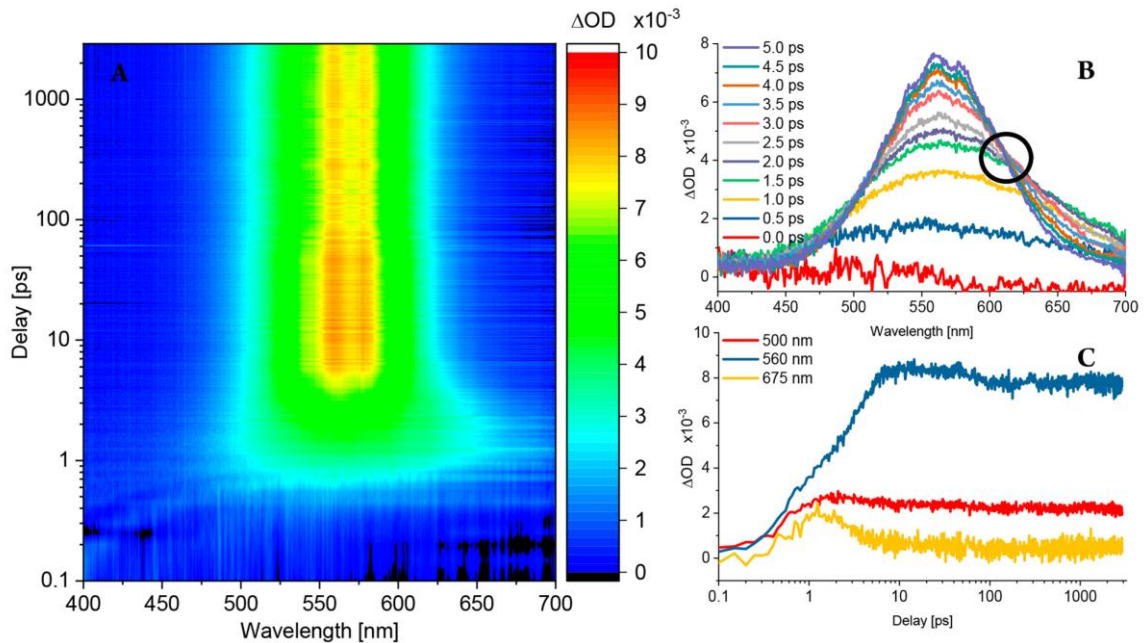 ΔOD x10⁻³
A
1000
100
10
1
0.1
Delay [ps]
400 450 500 550 600 650 700
Wavelength [nm]
10
9
8
7
6
5
4
3
2
1
0
B
8
6
4
2
0
ΔOD x10⁻³
5.0 ps
4.5 ps
4.0 ps
3.5 ps
3.0 ps
2.5 ps
2.0 ps
1.5 ps
1.0 ps
0.5 ps
0.0 ps
400 450 500 550 600 650 700
Wavelength [nm]
C
10
8
6
4
2
0
ΔOD x10⁻³
500 nm
560 nm
675 nm
0.1 1 10 100 1000
Delay [ps]